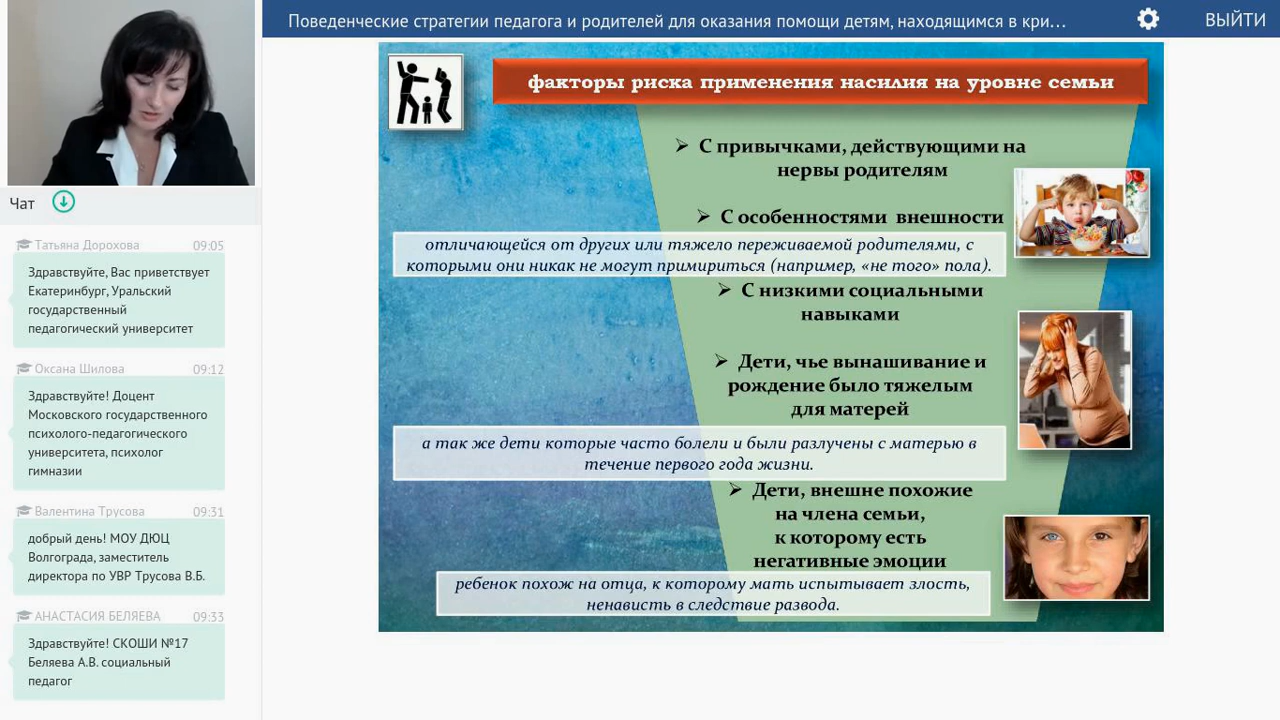 Поведенческие стратегии педагога и родителей для оказания помощи детям, находящимся в кри...
ВЫЙТИ
Чат
Татьяна Дорохова 09:05
Здравствуйте, Вас приветствует
Екатеринбург, Уральский
государственный
педагогический университет
Оксана Шилова 09:12
Здравствуйте! Доцент
Московского государственного
психолого-педагогического
университета, психолог
гимназии
Валентина Трусова 09:31
добрый день! МОУ ДЮЦ
Волгограда, заместитель
директора по УВР Трусова В.Б.
АНАСТАСИЯ БЕЛЯЕВА 09:33
Здравствуйте! СКОШИ №17
Беляева А.В. социальный
педагог
факторы риска применения насилия на уровне семьи
С привычками, действующими на
нервы родителям
С особенностями внешности
отличающейся от других или тяжело переживаемой родителями, с
которыми они никак не могут примириться (например, «не того» пола).
С низкими социальными
навыками
Дети, чье вынашивание и
рождение было тяжелым
для матерей
а так же дети которые часто болели и были разлучены с матерью в
течение первого года жизни.
Дети, внешне похожие
на члена семьи,
к которому есть
негативные эмоции
ребенок похож на отца, к которому мать испытывает злость,
ненависть в следствие развода.